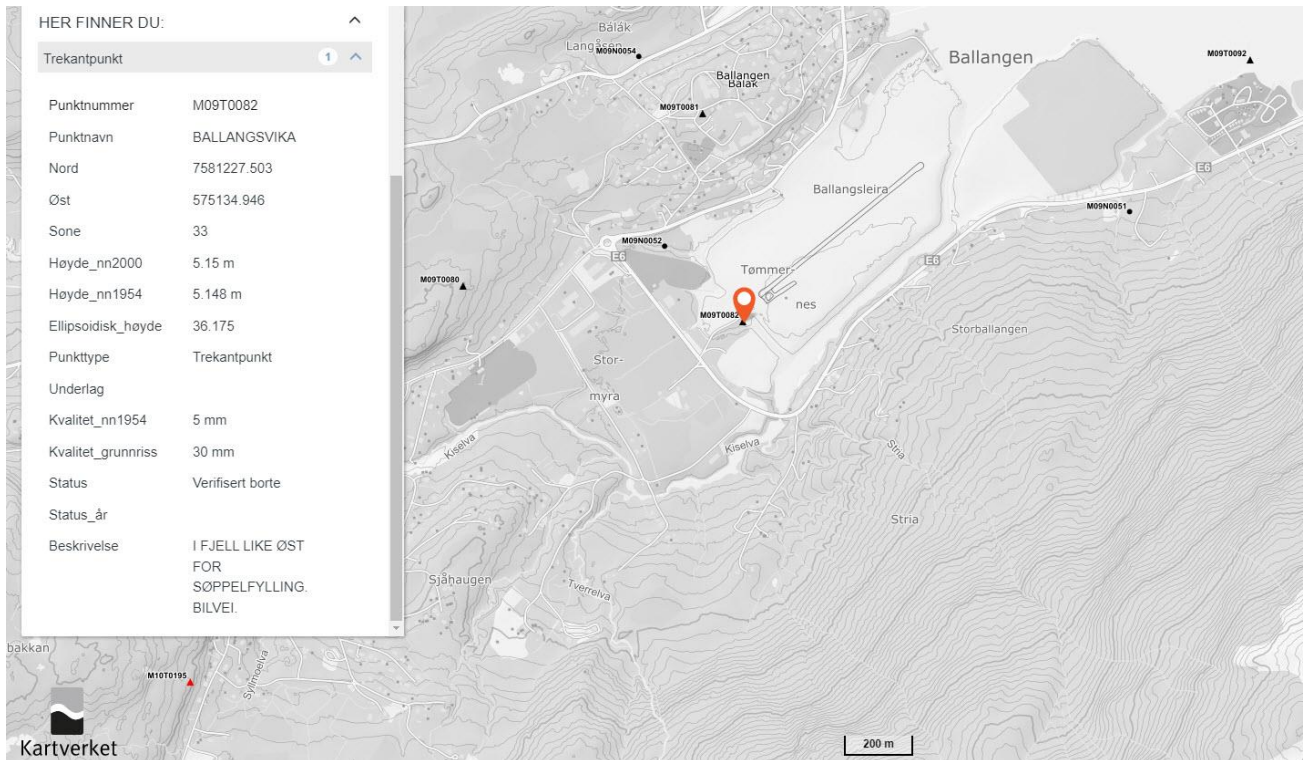 HER FINNER DU:
Trekantpunkt 1
Punktnummer M09T0082
Punktnavn BALLANGSVIKA
Nord 7581227.503
Øst 575134.946
Sone 33
Høyde_nn2000 5.15 m
Høyde_nn1954 5.148 m
Ellipsoidisk_høyde 36.175
Punkttype Trekantpunkt
Underlag
Kvalitet_nn1954 5 mm
Kvalitet_grunnriss 30 mm
Status Verifisert borte
Status_år
Beskrivelse I FJELL LIKE ØST
FOR
SØPPELFYLLING.
BILVEI.
Bálák
Langåsen
M09N0054
Ballangen
Bálák
M09T0081
Ballangen
M09T0092
E6
Ballangsleira
M09N0051
M09N0052
E6
E6
M09T0080
Tømmer-
nes
M09T0082
Storballangen
Stor-
myra
Kiselva
Kiselva
Stria
Stria
Sjåhaugen
Tverrelva
bakkan
M10T0195
Syllmoelva
Kartverket
200 m